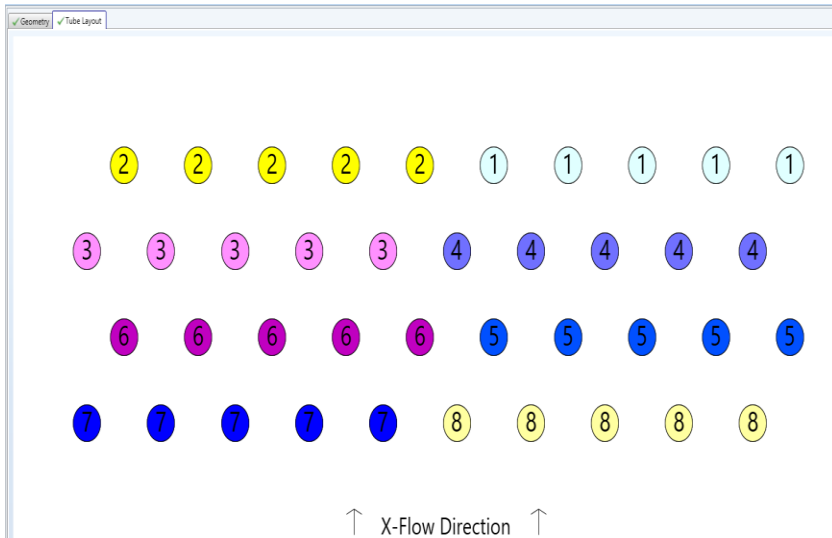 Geometry Tube Layout
2 2 2 2 2 1 1 1 1 1
3 3 3 3 3 4 4 4 4 4
6 6 6 6 6 5 5 5 5 5
7 7 7 7 7 8 8 8 8 8
X-Flow Direction